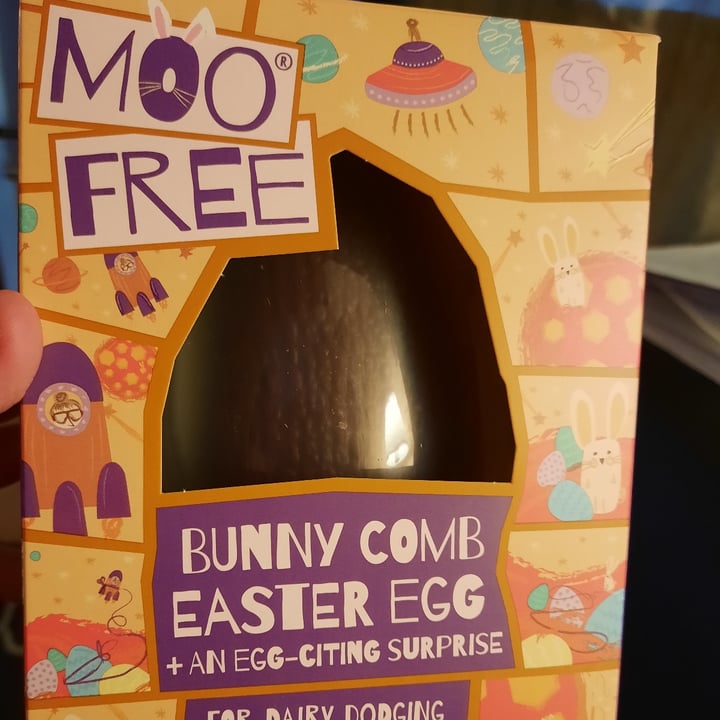 MOO®
FREE
BUNNY COMB
EASTER EGG
+ AN EGG-CITING SURPRISE
FOR DAIRY DODGING